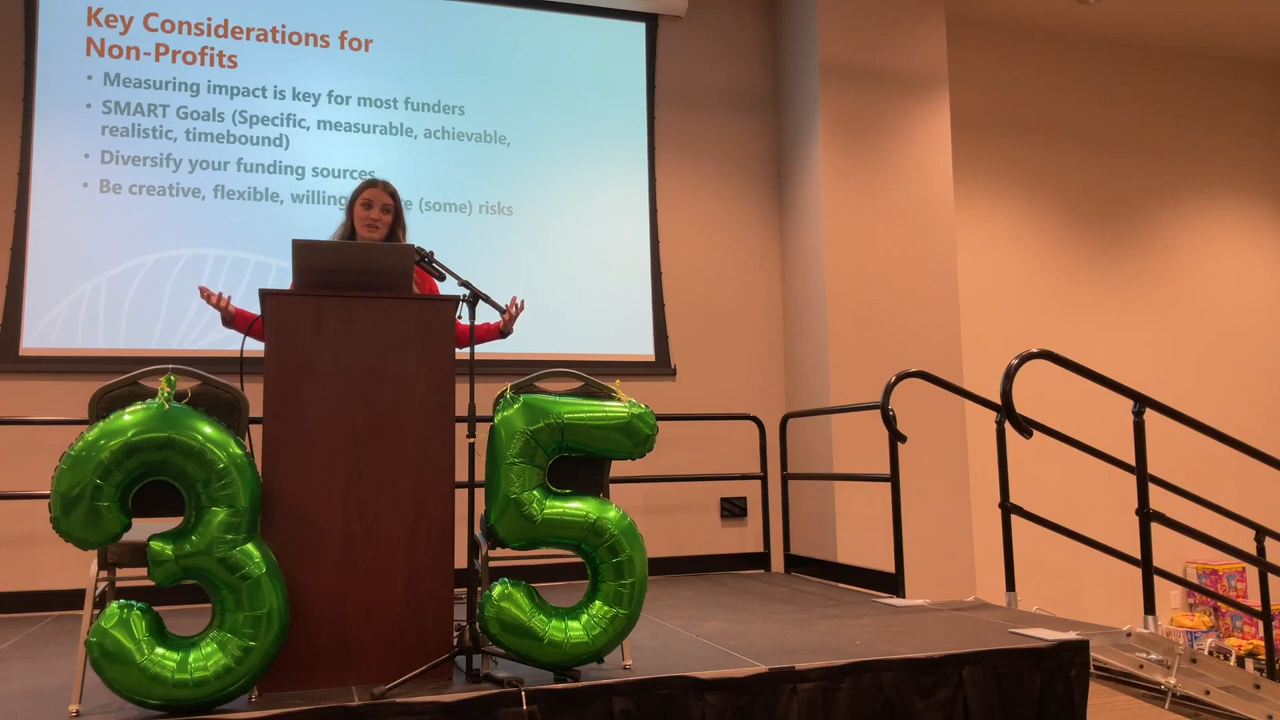 Key Considerations for
Non-Profits
• Measuring impact is key for most funders
• SMART Goals (Specific, measurable, achievable,
realistic, timebound)
• Diversify your funding sources
• Be creative, flexible, willing (some) risks
35